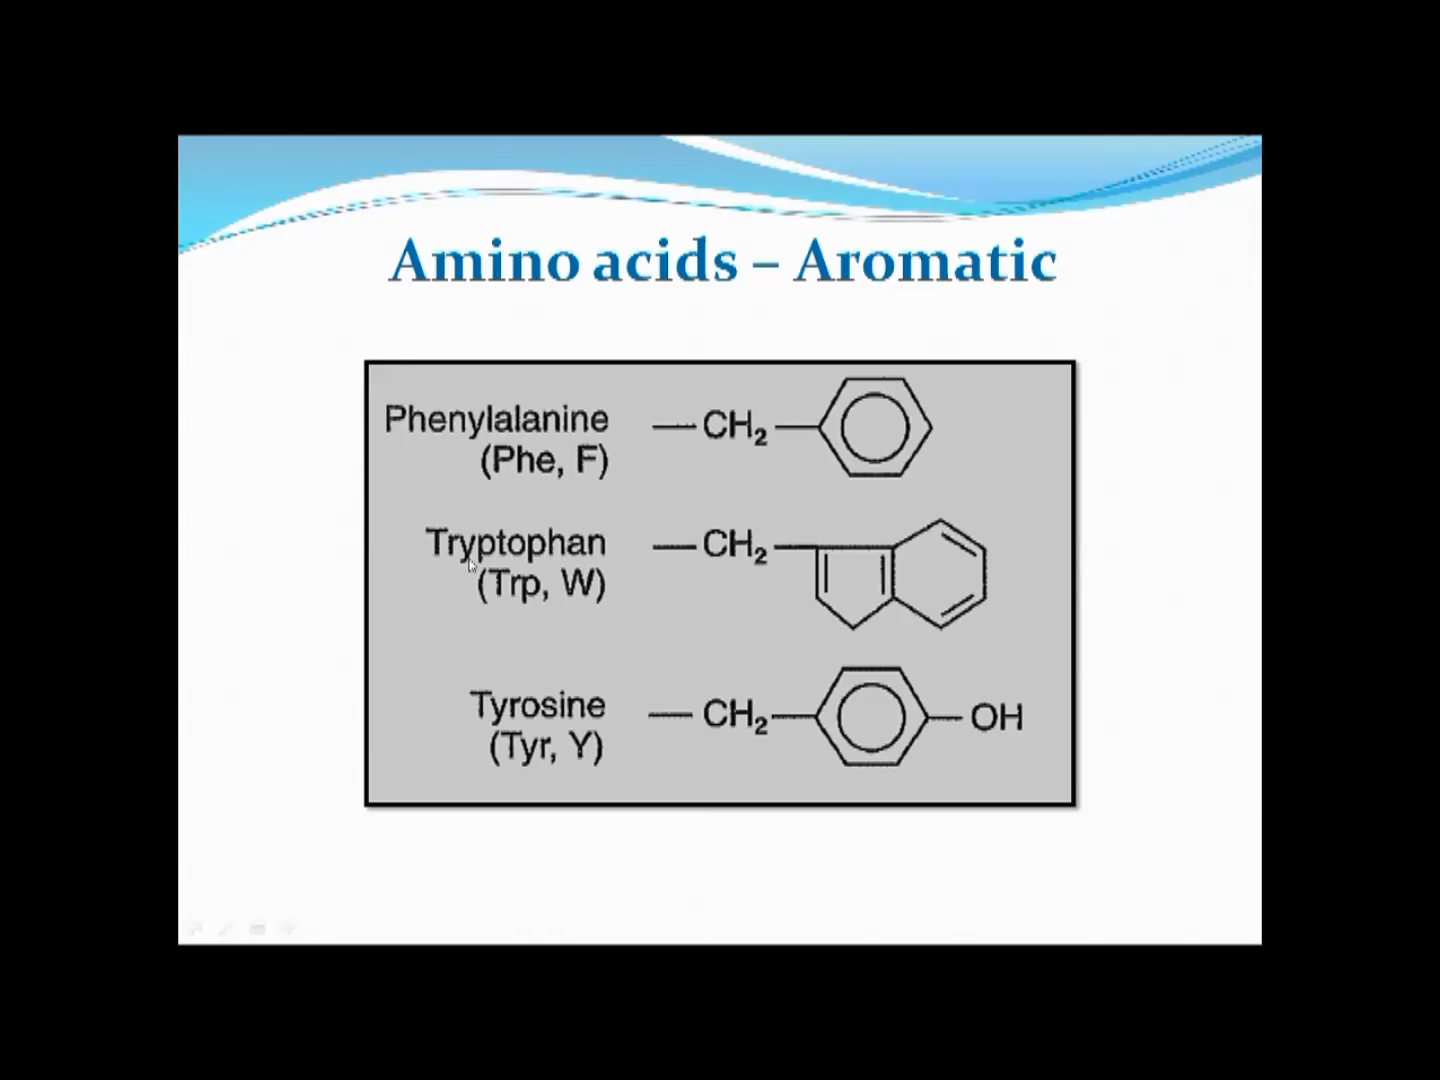 Amino acids – Aromatic
Phenylalanine
(Phe, F)
—CH₂—
Tryptophan
(Trp, W)
—CH₂—
Tyrosine
(Tyr, Y)
—CH₂— —OH